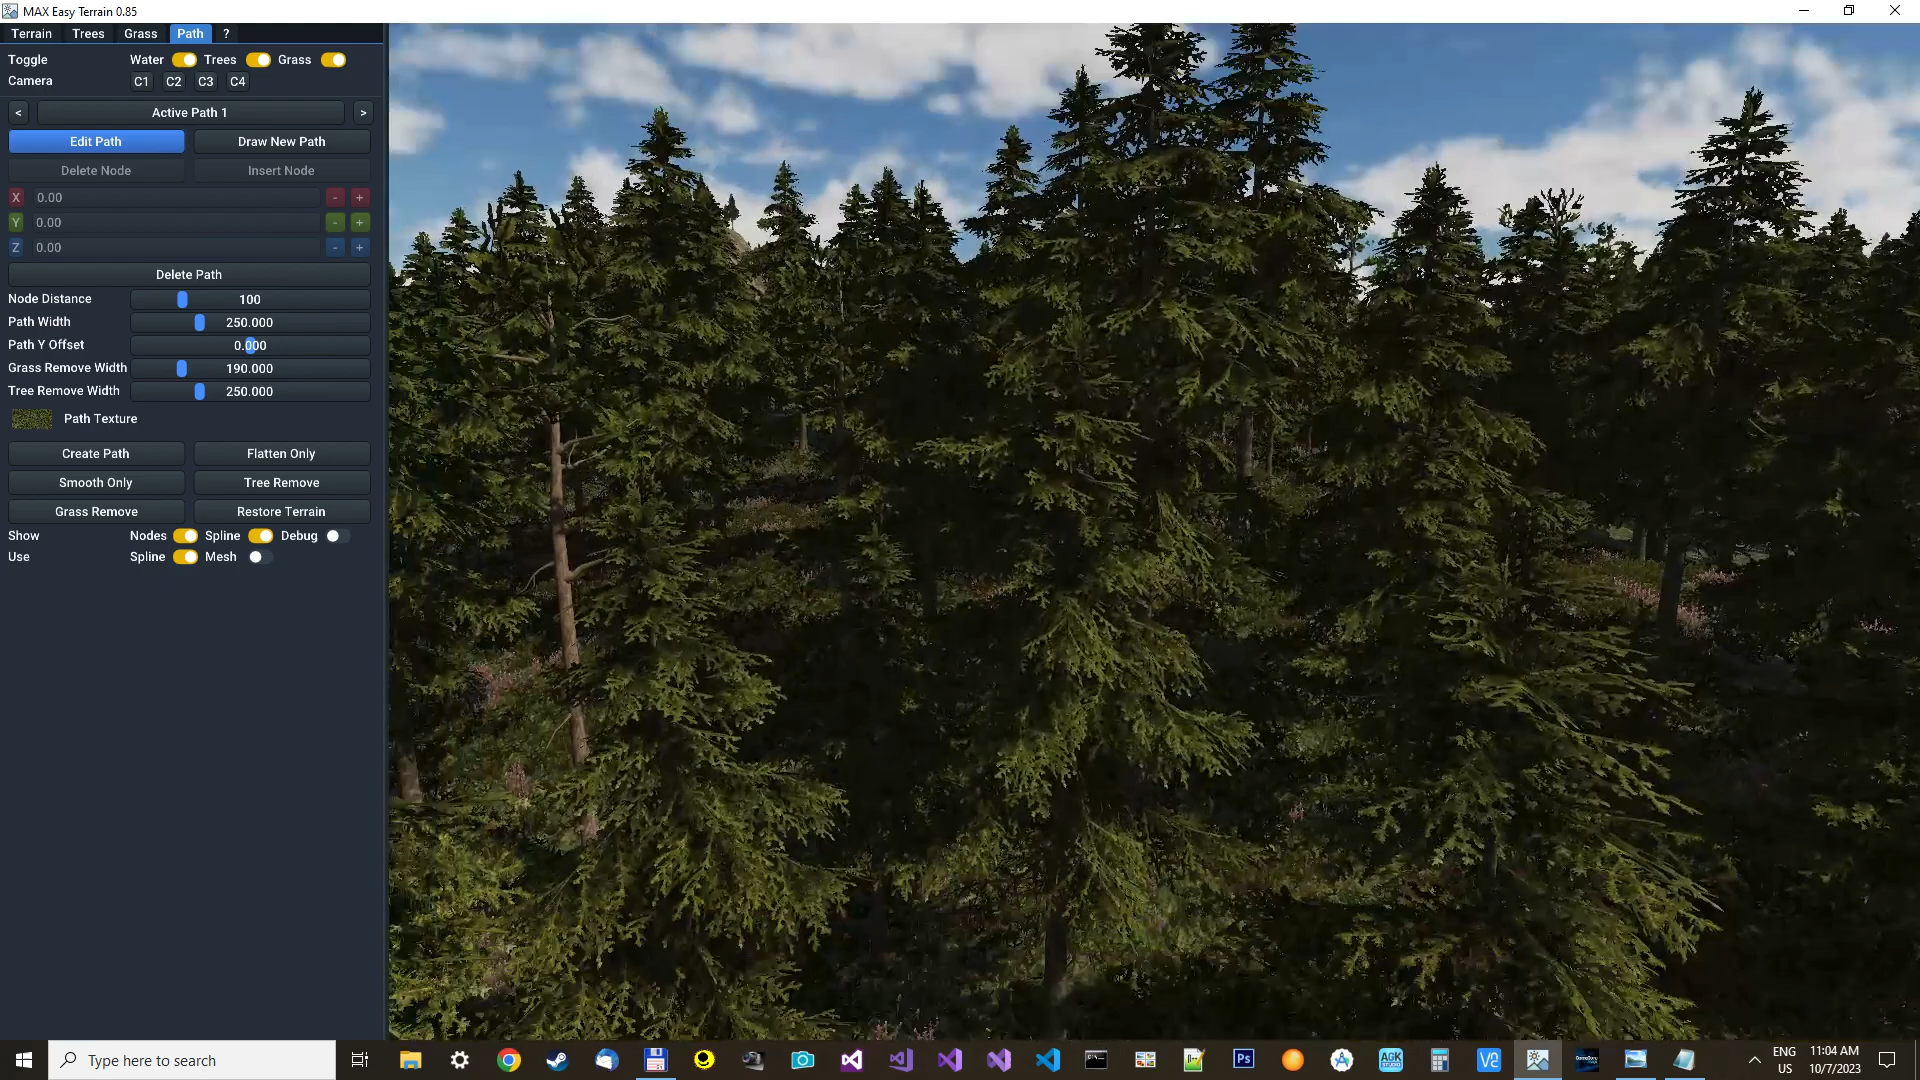 MAX Easy Terrain 0.85
Terrain Trees Grass Path ?
Toggle Water Trees Grass
Camera C1 C2 C3 C4
< Active Path 1 >
Edit Path Draw New Path
Delete Node Insert Node
X 0.00 - +
Y 0.00 - +
Z 0.00 - +
Delete Path
Node Distance 100
Path Width 250.000
Path Y Offset 0.000
Grass Remove Width 190.000
Tree Remove Width 250.000
Path Texture
Create Path Flatten Only
Smooth Only Tree Remove
Grass Remove Restore Terrain
Show Nodes Spline Debug
Use Spline Mesh
Type here to search
Ps
AGK
ENG
US
11:04 AM
10/7/2023